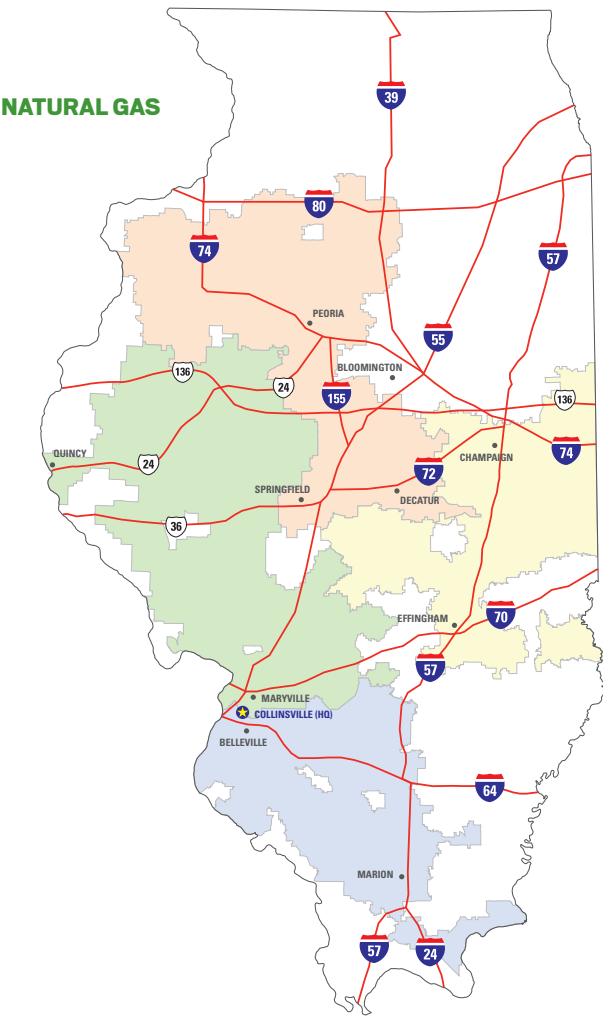 39
NATURAL GAS
80
74
57
PEORIA
55
136
BLOOMINGTON
24
155
136
QUINCY
24
CHAMPAIGN
74
72
SPRINGFIELD
DECATUR
36
EFFINGHAM
70
57
MARYVILLE
COLLINSVILLE (HQ)
BELLEVILLE
64
MARION
57
24